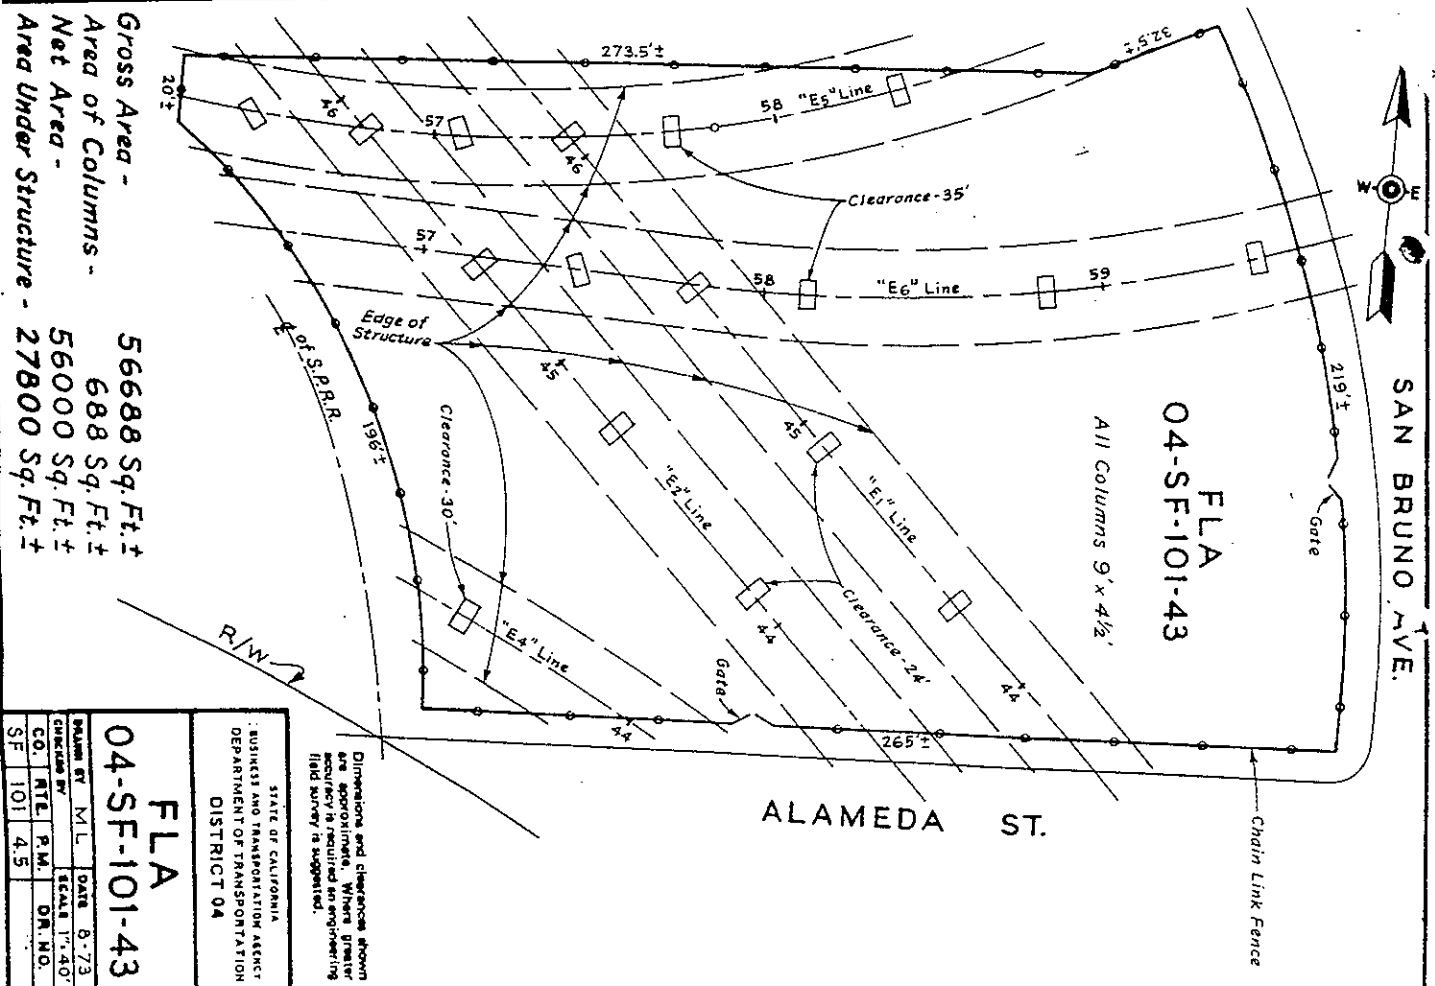 273.5'±
32.5'±
20'±
46
57
46
58
"E5" Line
Clearance-35'
57
58
"E6" Line
59
W
E
219'±
SAN BRUNO AVE.
Edge of
Structure
℄ of S.P.R.R.
196'±
Clearance-30'
45
45
"E2" Line
"E1" Line
FLA
04-SF-101-43
All Columns 9' x 4½'
Gate
Clearance-24'
44
44
"E4" Line
44
Gate
265'±
R/W
ALAMEDA ST.
Chain Link Fence
Gross Area - 56688 Sq. Ft. ±
Area of Columns - 688 Sq. Ft. ±
Net Area - 56000 Sq. Ft. ±
Area Under Structure - 27800 Sq. Ft. ±
Dimensions and clearances shown
are approximate. Where greater
accuracy is required an engineering
field survey is suggested.
STATE OF CALIFORNIA
BUSINESS AND TRANSPORTATION AGENCY
DEPARTMENT OF TRANSPORTATION
DISTRICT 04
FLA
04-SF-101-43
DRAWN BY ML DATE 8-73
CHECKED BY SCALE 1"=40'
CO. RTE. P.M. DR. NO.
SF 101 4.5